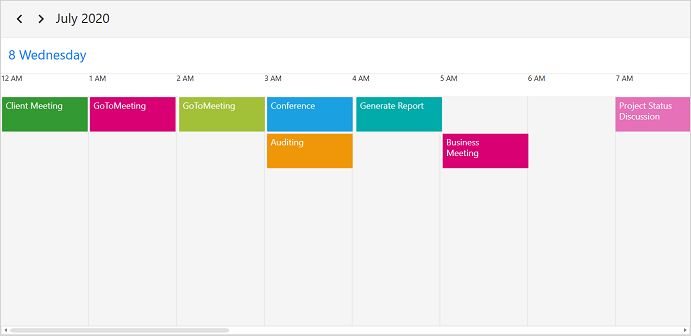 July 2020
8 Wednesday
12 AM 1 AM 2 AM 3 AM 4 AM 5 AM 6 AM 7 AM
Client Meeting GoToMeeting GoToMeeting Conference Generate Report Project Status
Discussion
Auditing Business
Meeting